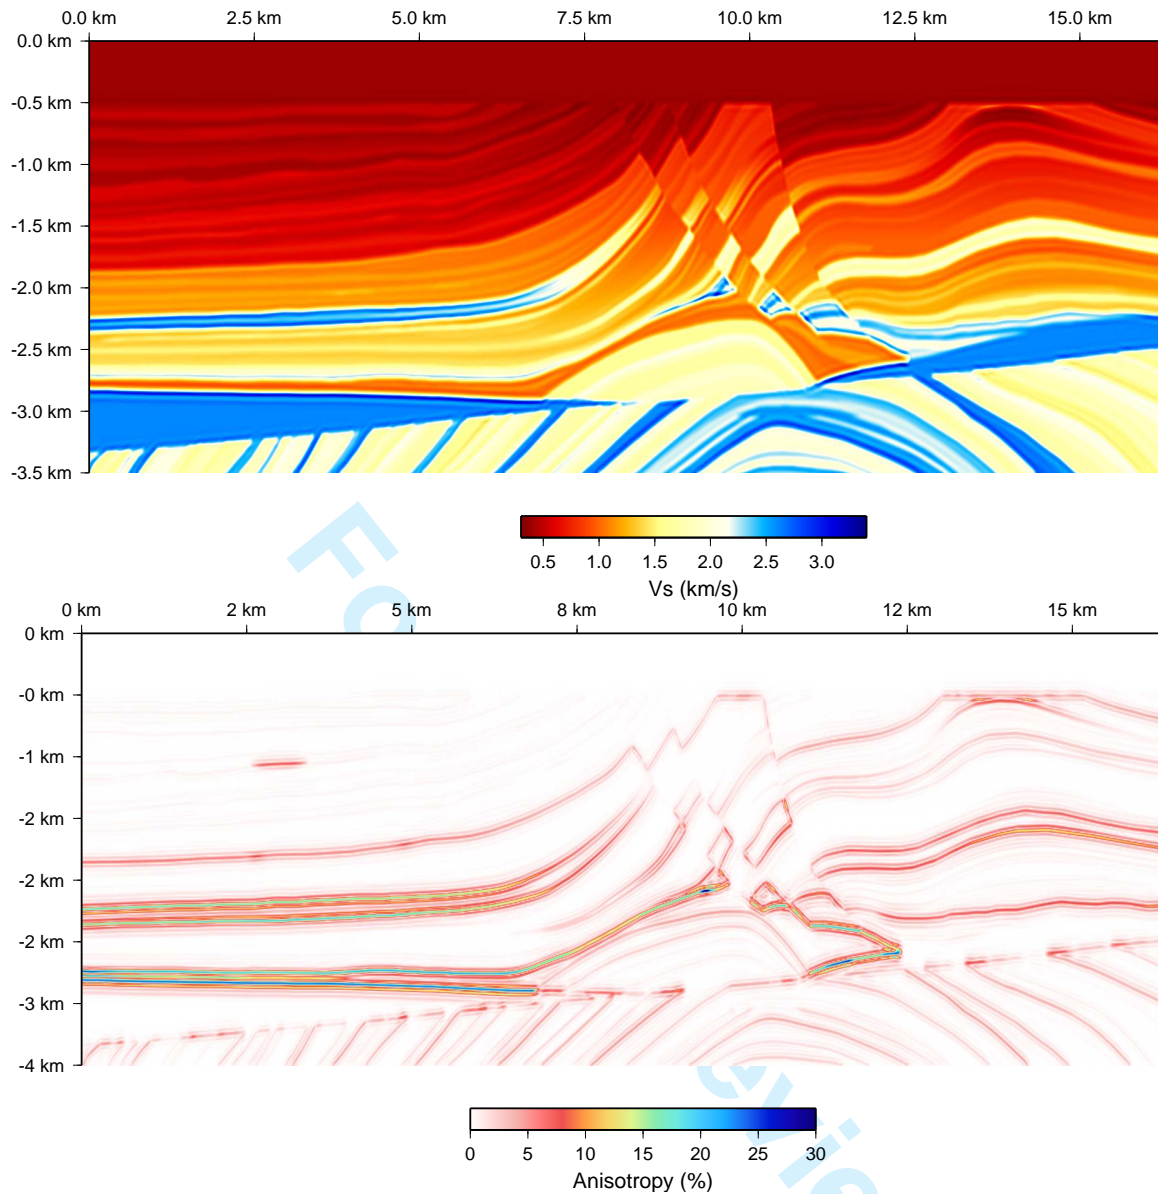 0.0 km 2.5 km 5.0 km 7.5 km 10.0 km 12.5 km 15.0 km
0.0 km
-0.5 km
-1.0 km
-1.5 km
-2.0 km
-2.5 km
-3.0 km
-3.5 km
0.5 1.0 1.5 2.0 2.5 3.0
Vs (km/s)
0 km 2 km 5 km 8 km 10 km 12 km 15 km
0 km
-0 km
-1 km
-2 km
-2 km
-2 km
-3 km
-4 km
0 5 10 15 20 25 30
Anisotropy (%)